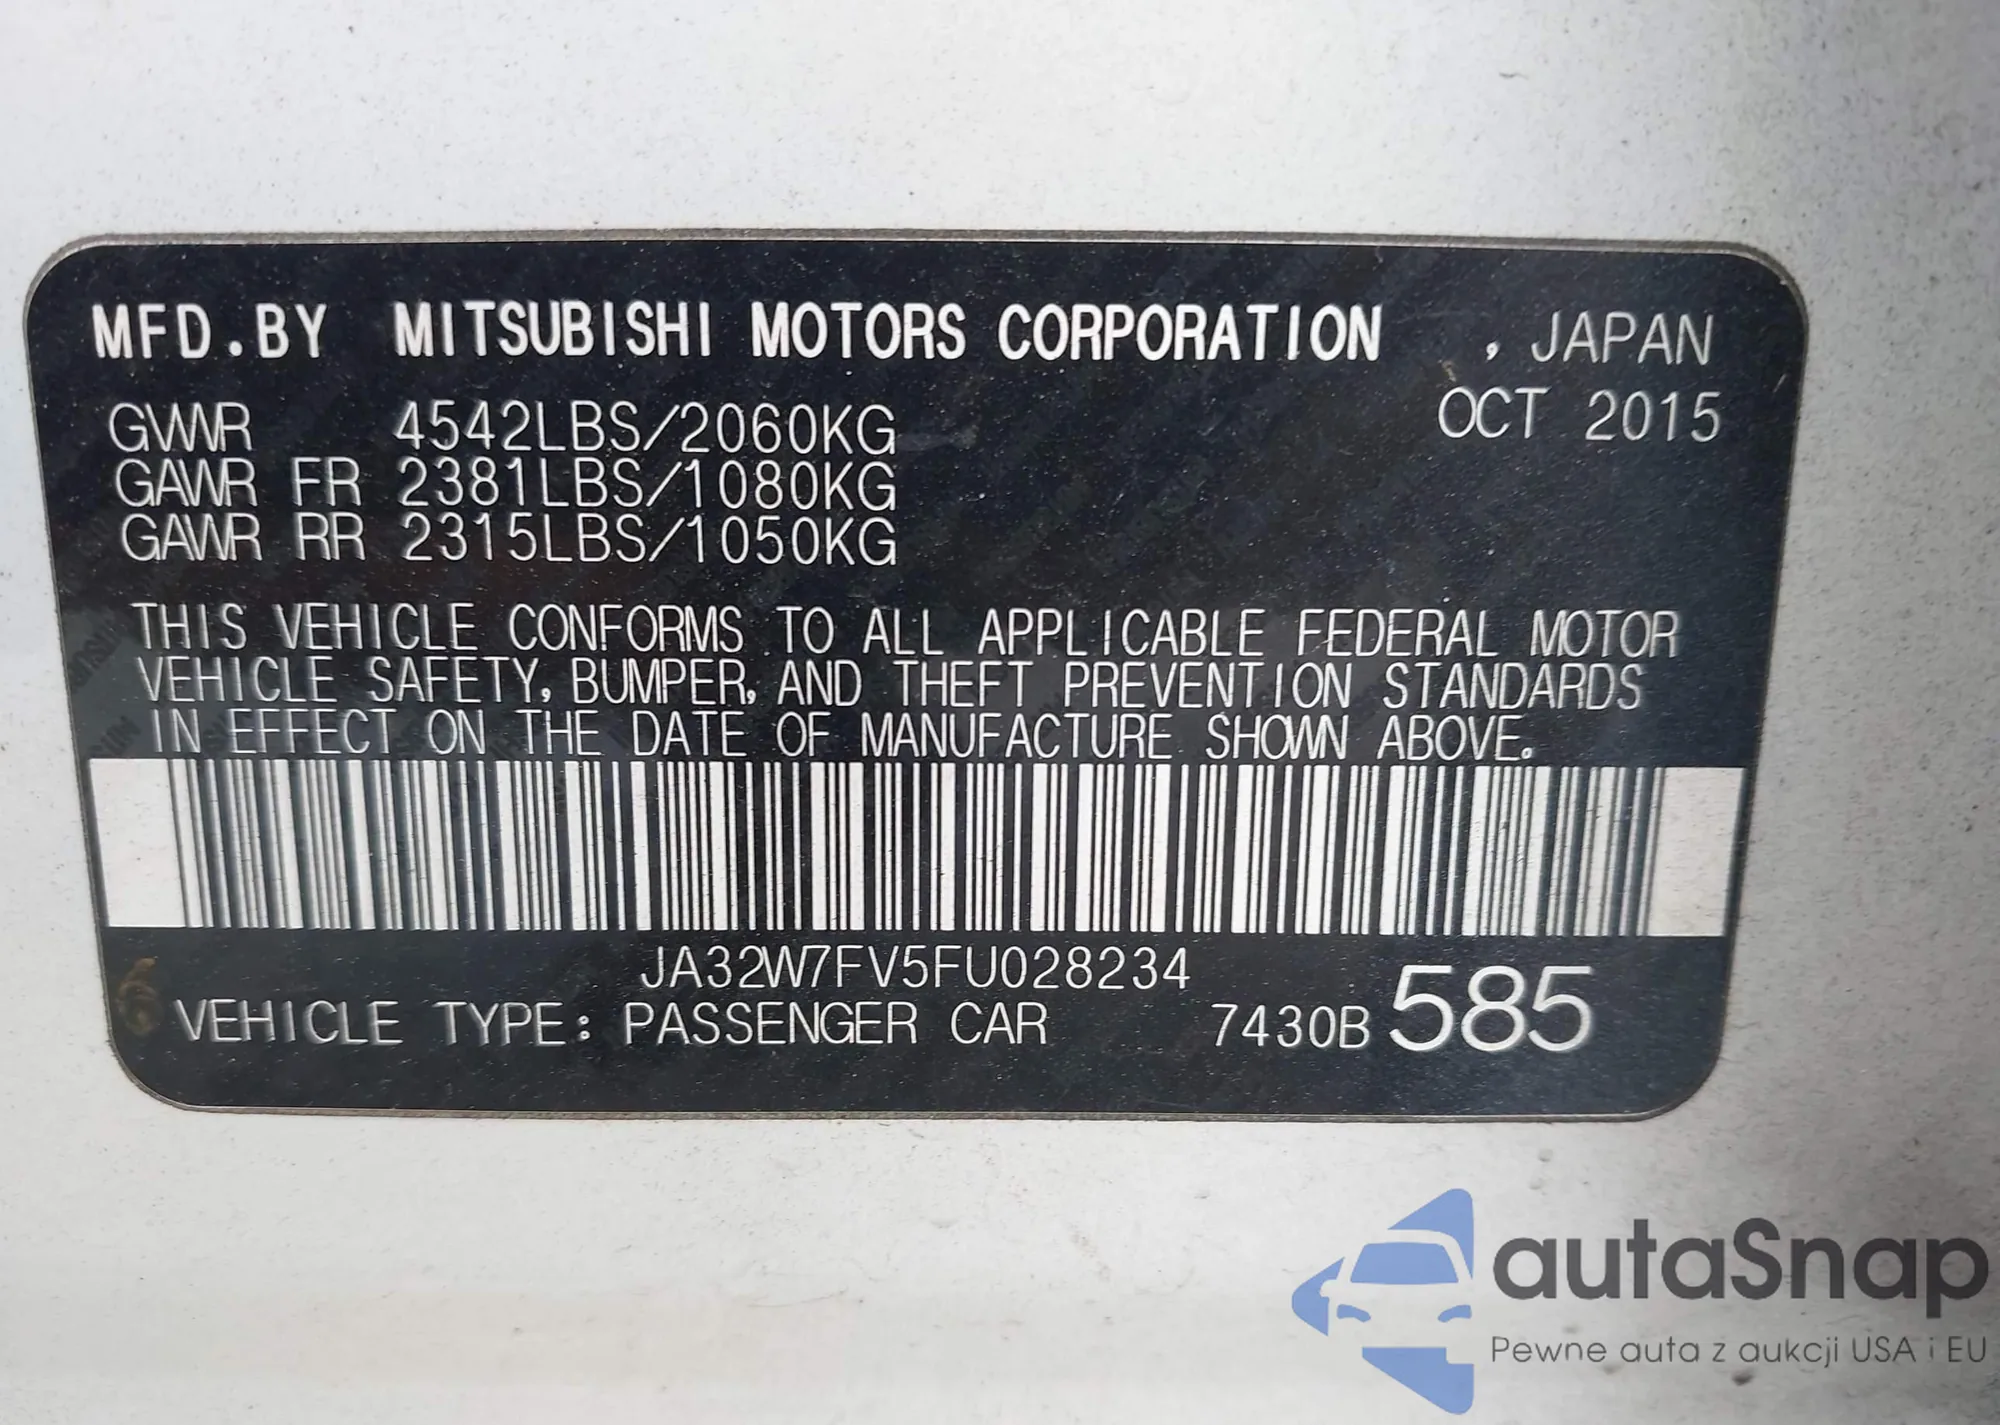 MFD.BY MITSUBISHI MOTORS CORPORATION , JAPAN
OCT 2015
GVWR 4542LBS/2060KG
GAWR FR 2381LBS/1080KG
GAWR RR 2315LBS/1050KG
THIS VEHICLE CONFORMS TO ALL APPLICABLE FEDERAL MOTOR
VEHICLE SAFETY, BUMPER, AND THEFT PREVENTION STANDARDS
IN EFFECT ON THE DATE OF MANUFACTURE SHOWN ABOVE.
JA32W7FV5FU028234
VEHICLE TYPE: PASSENGER CAR 7430B 585
autaSnap
Pewne auta z aukcji USA i EU